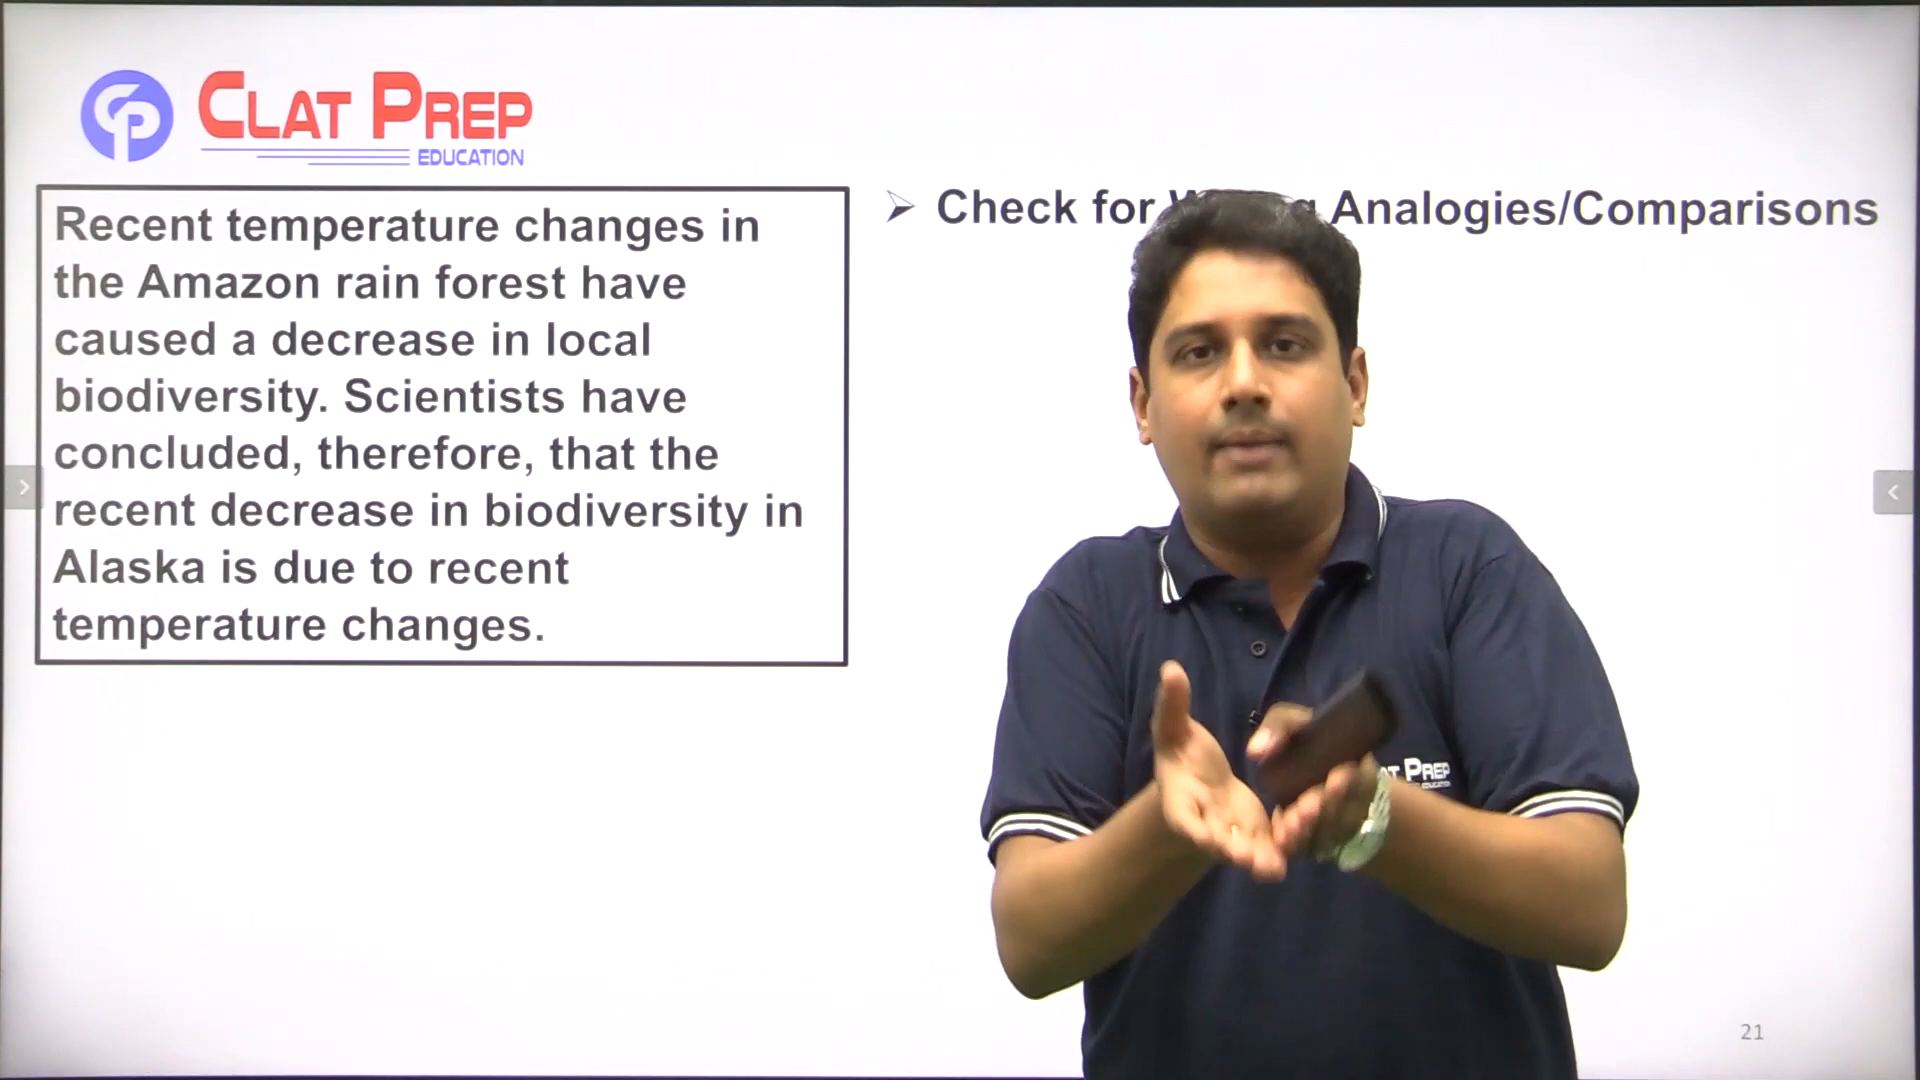 CLAT PREP
EDUCATION
Recent temperature changes in
the Amazon rain forest have
caused a decrease in local
biodiversity. Scientists have
concluded, therefore, that the
recent decrease in biodiversity in
Alaska is due to recent
temperature changes.
➢ Check for Analogies/Comparisons
PREP
EDUCATION
21